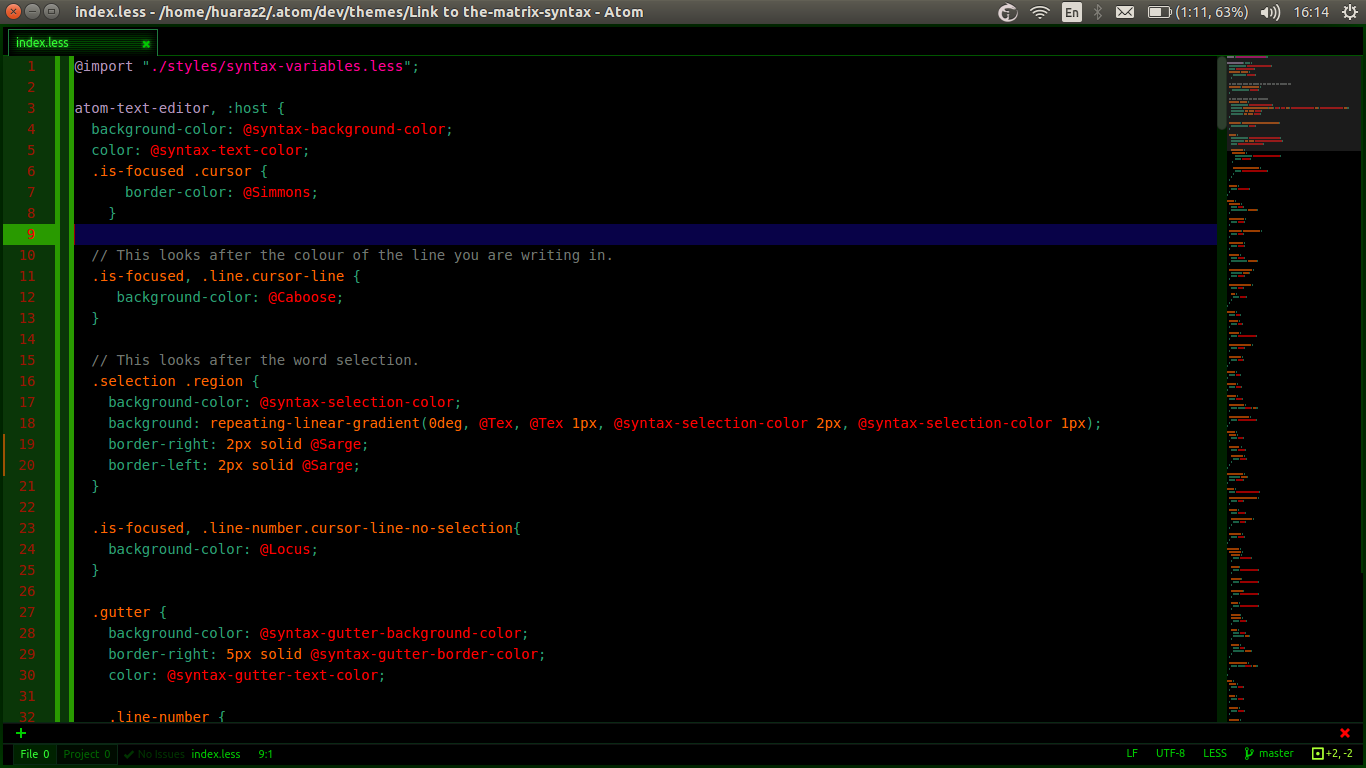 index.less - /home/huaraz2/.atom/dev/themes/Link to the-matrix-syntax - Atom
En
(1:11, 63%)
16:14
index.less
1 @import "./styles/syntax-variables.less";
2
3 atom-text-editor, :host {
4 background-color: @syntax-background-color;
5 color: @syntax-text-color;
6 .is-focused .cursor {
7 border-color: @Simmons;
8 }
9
10 // This looks after the colour of the line you are writing in.
11 .is-focused, .line.cursor-line {
12 background-color: @Caboose;
13 }
14
15 // This looks after the word selection.
16 .selection .region {
17 background-color: @syntax-selection-color;
18 background: repeating-linear-gradient(0deg, @Tex, @Tex 1px, @syntax-selection-color 2px, @syntax-selection-color 1px);
19 border-right: 2px solid @Sarge;
20 border-left: 2px solid @Sarge;
21 }
22
23 .is-focused, .line-number.cursor-line-no-selection{
24 background-color: @Locus;
25 }
26
27 .gutter {
28 background-color: @syntax-gutter-background-color;
29 border-right: 5px solid @syntax-gutter-border-color;
30 color: @syntax-gutter-text-color;
31
32 .line-number {
File 0 Project 0 No Issues index.less 9:1 LF UTF-8 LESS master +2, -2